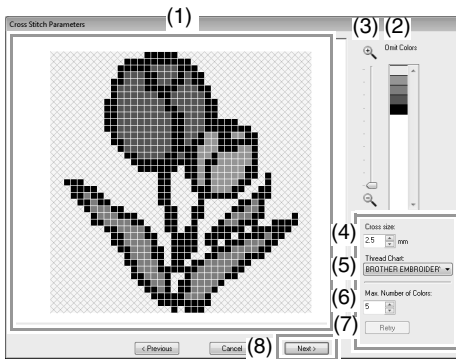 (1)
Cross Stitch Parameters
(3) (2)
Omit Colors
(4) Cross size:
2.5 mm
(5) Thread Chart:
BROTHER EMBROIDERY
(6) Max. Number of Colors:
5
(7) Retry
< Previous Cancel (8) Next >